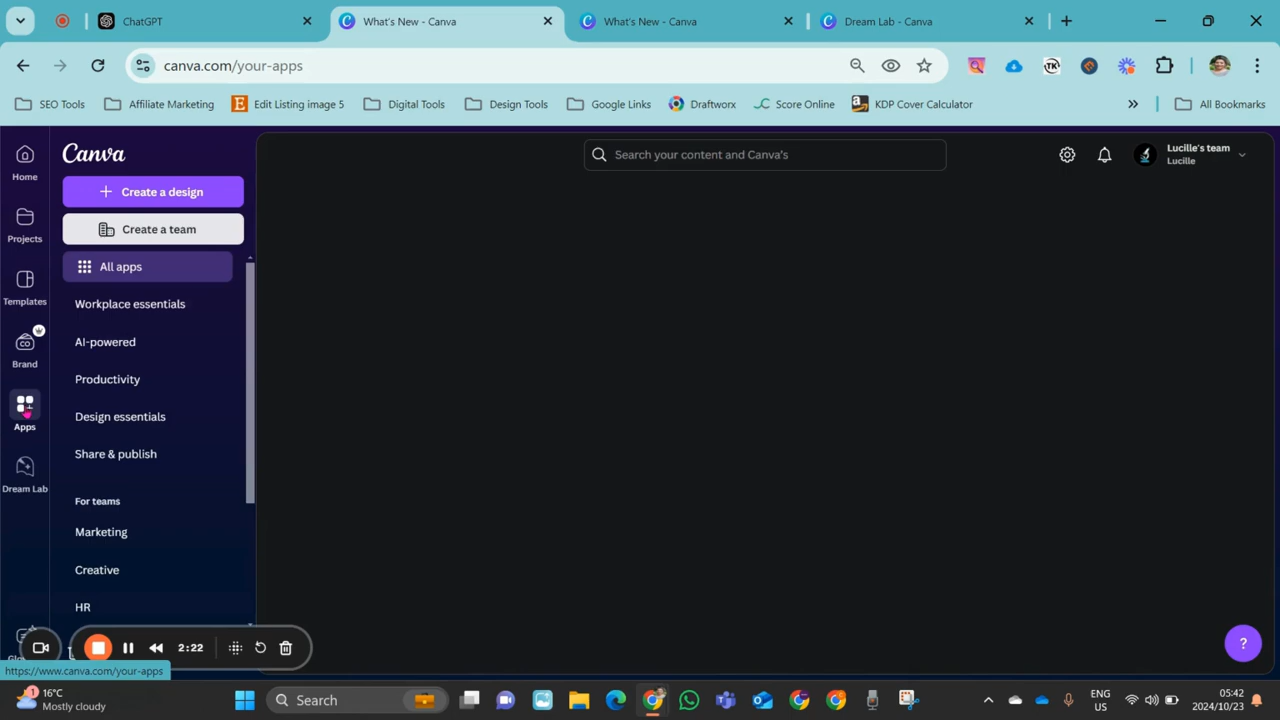 ChatGPT
What's New - Canva
What's New - Canva
Dream Lab - Canva
canva.com/your-apps
SEO Tools
Affiliate Marketing
Edit Listing image 5
Digital Tools
Design Tools
Google Links
Draftworx
Score Online
KDP Cover Calculator
All Bookmarks
Home
Projects
Templates
Brand
Apps
Dream Lab
Canva
Create a design
Create a team
All apps
Workplace essentials
AI-powered
Productivity
Design essentials
Share & publish
For teams
Marketing
Creative
HR
Search your content and Canva's
Lucille's team
Lucille
2:22
https://www.canva.com/your-apps
?
1
16°C
Mostly cloudy
Search
ENG
US
05:42
2024/10/23